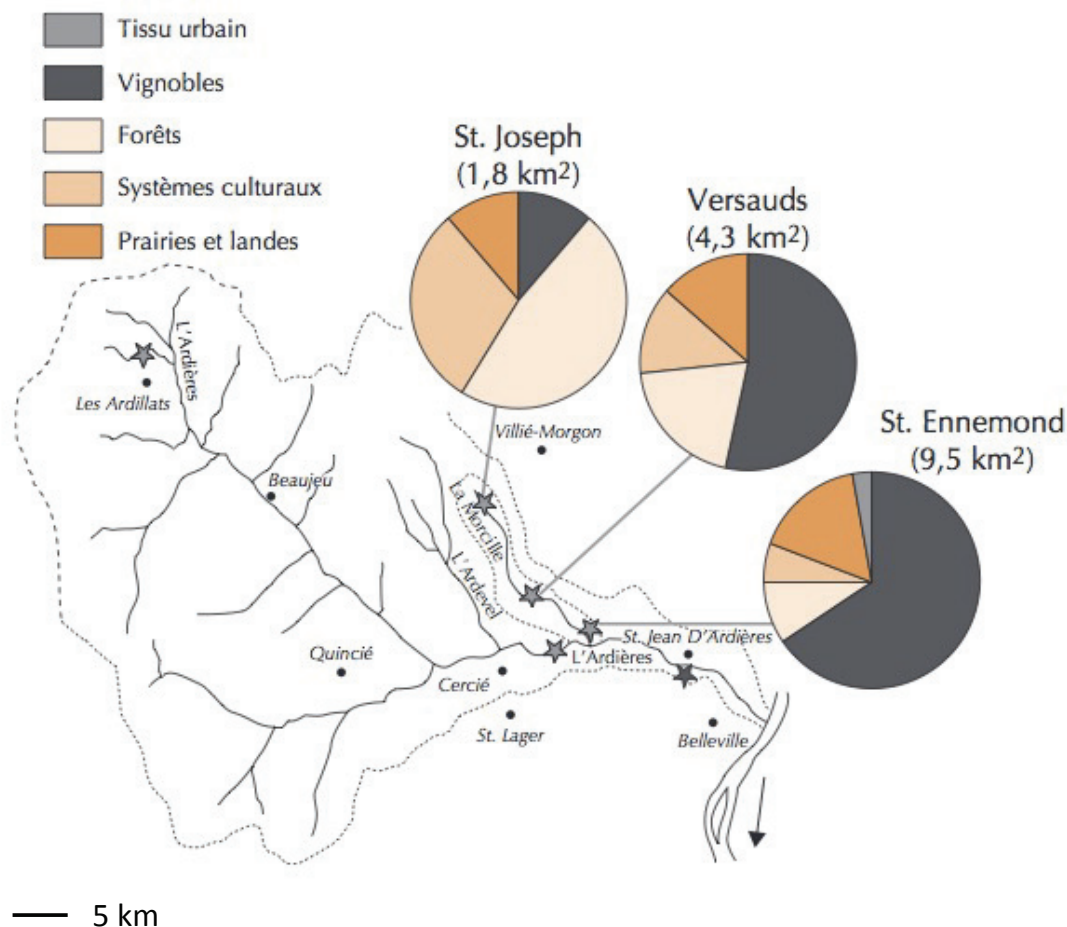 Tissu urbain
Vignobles
Forêts
Systèmes culturaux
Prairies et landes
St. Joseph
(1,8 km²)
Versauds
(4,3 km²)
St. Ennemond
(9,5 km²)
L'Ardières
Les Ardillats
Beaujeu
Villié-Morgon
La Morcille
L'Ardevel
Quincié
Cercié
St. Lager
L'Ardières
St. Jean D'Ardières
Belleville
5 km